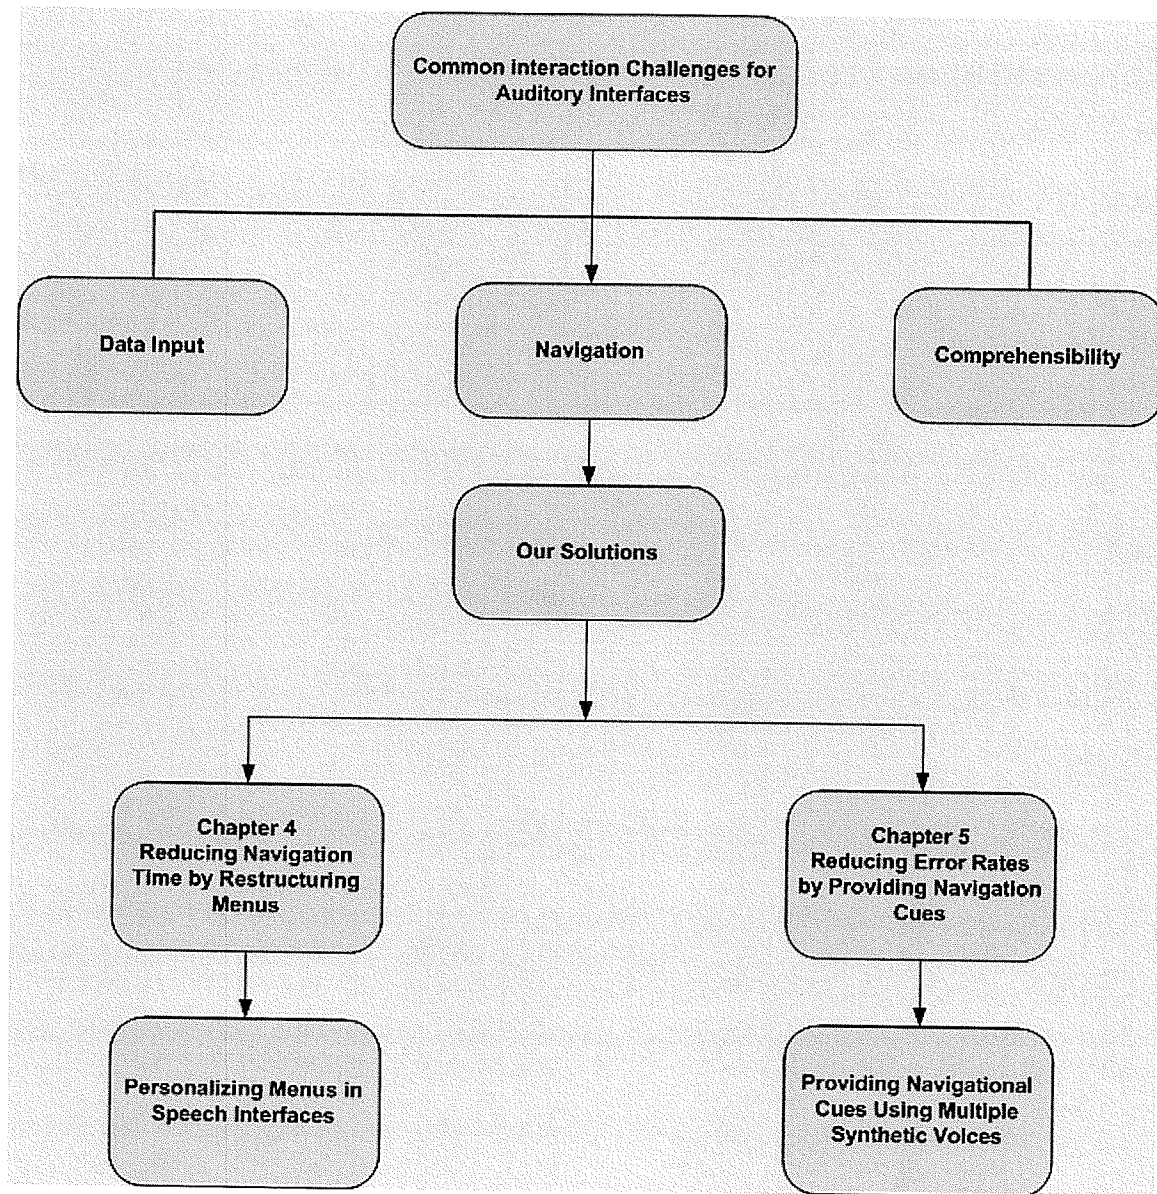 Common Interaction Challenges for
Auditory Interfaces
Data Input
Navigation
Comprehensibility
Our Solutions
Chapter 4
Reducing Navigation
Time by Restructuring
Menus
Chapter 5
Reducing Error Rates
by Providing Navigation
Cues
Personalizing Menus in
Speech Interfaces
Providing Navigational
Cues Using Multiple
Synthetic Voices